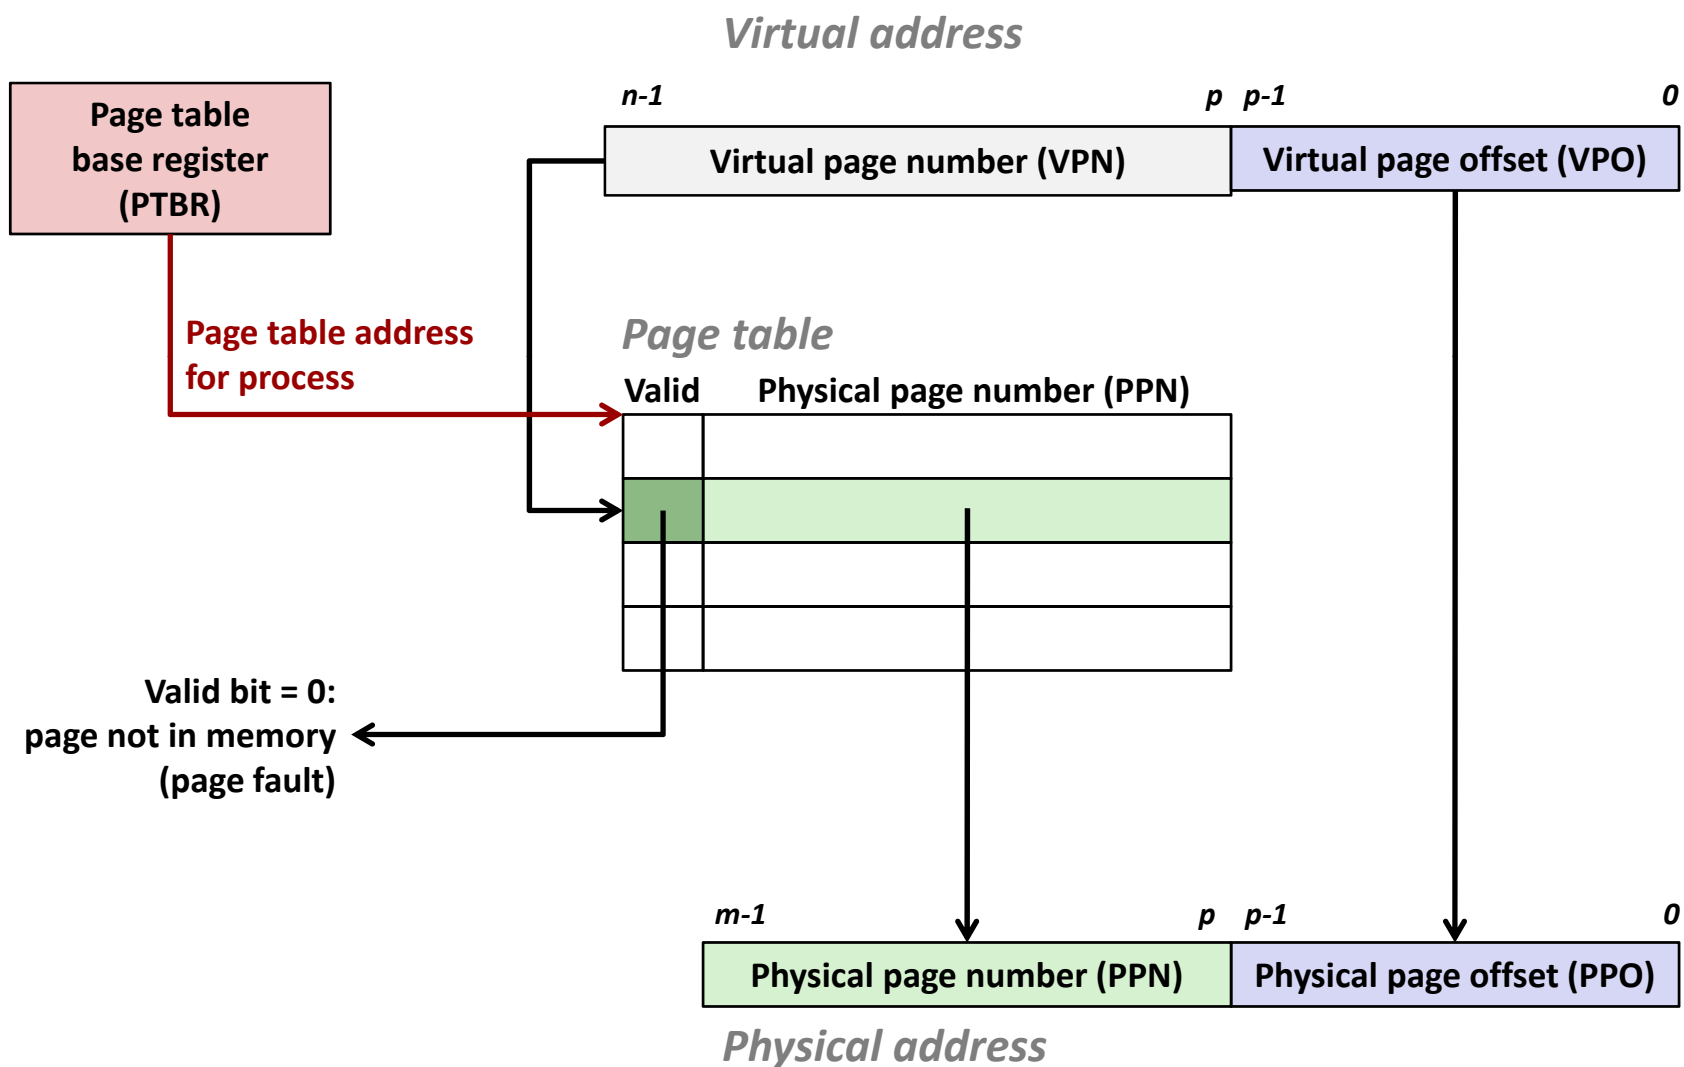 Virtual address
n-1 p p-1 0
Page table
base register
(PTBR)
Virtual page number (VPN) Virtual page offset (VPO)
Page table address
for process
Page table
Valid Physical page number (PPN)
Valid bit = 0:
page not in memory
(page fault)
m-1 p p-1 0
Physical page number (PPN) Physical page offset (PPO)
Physical address